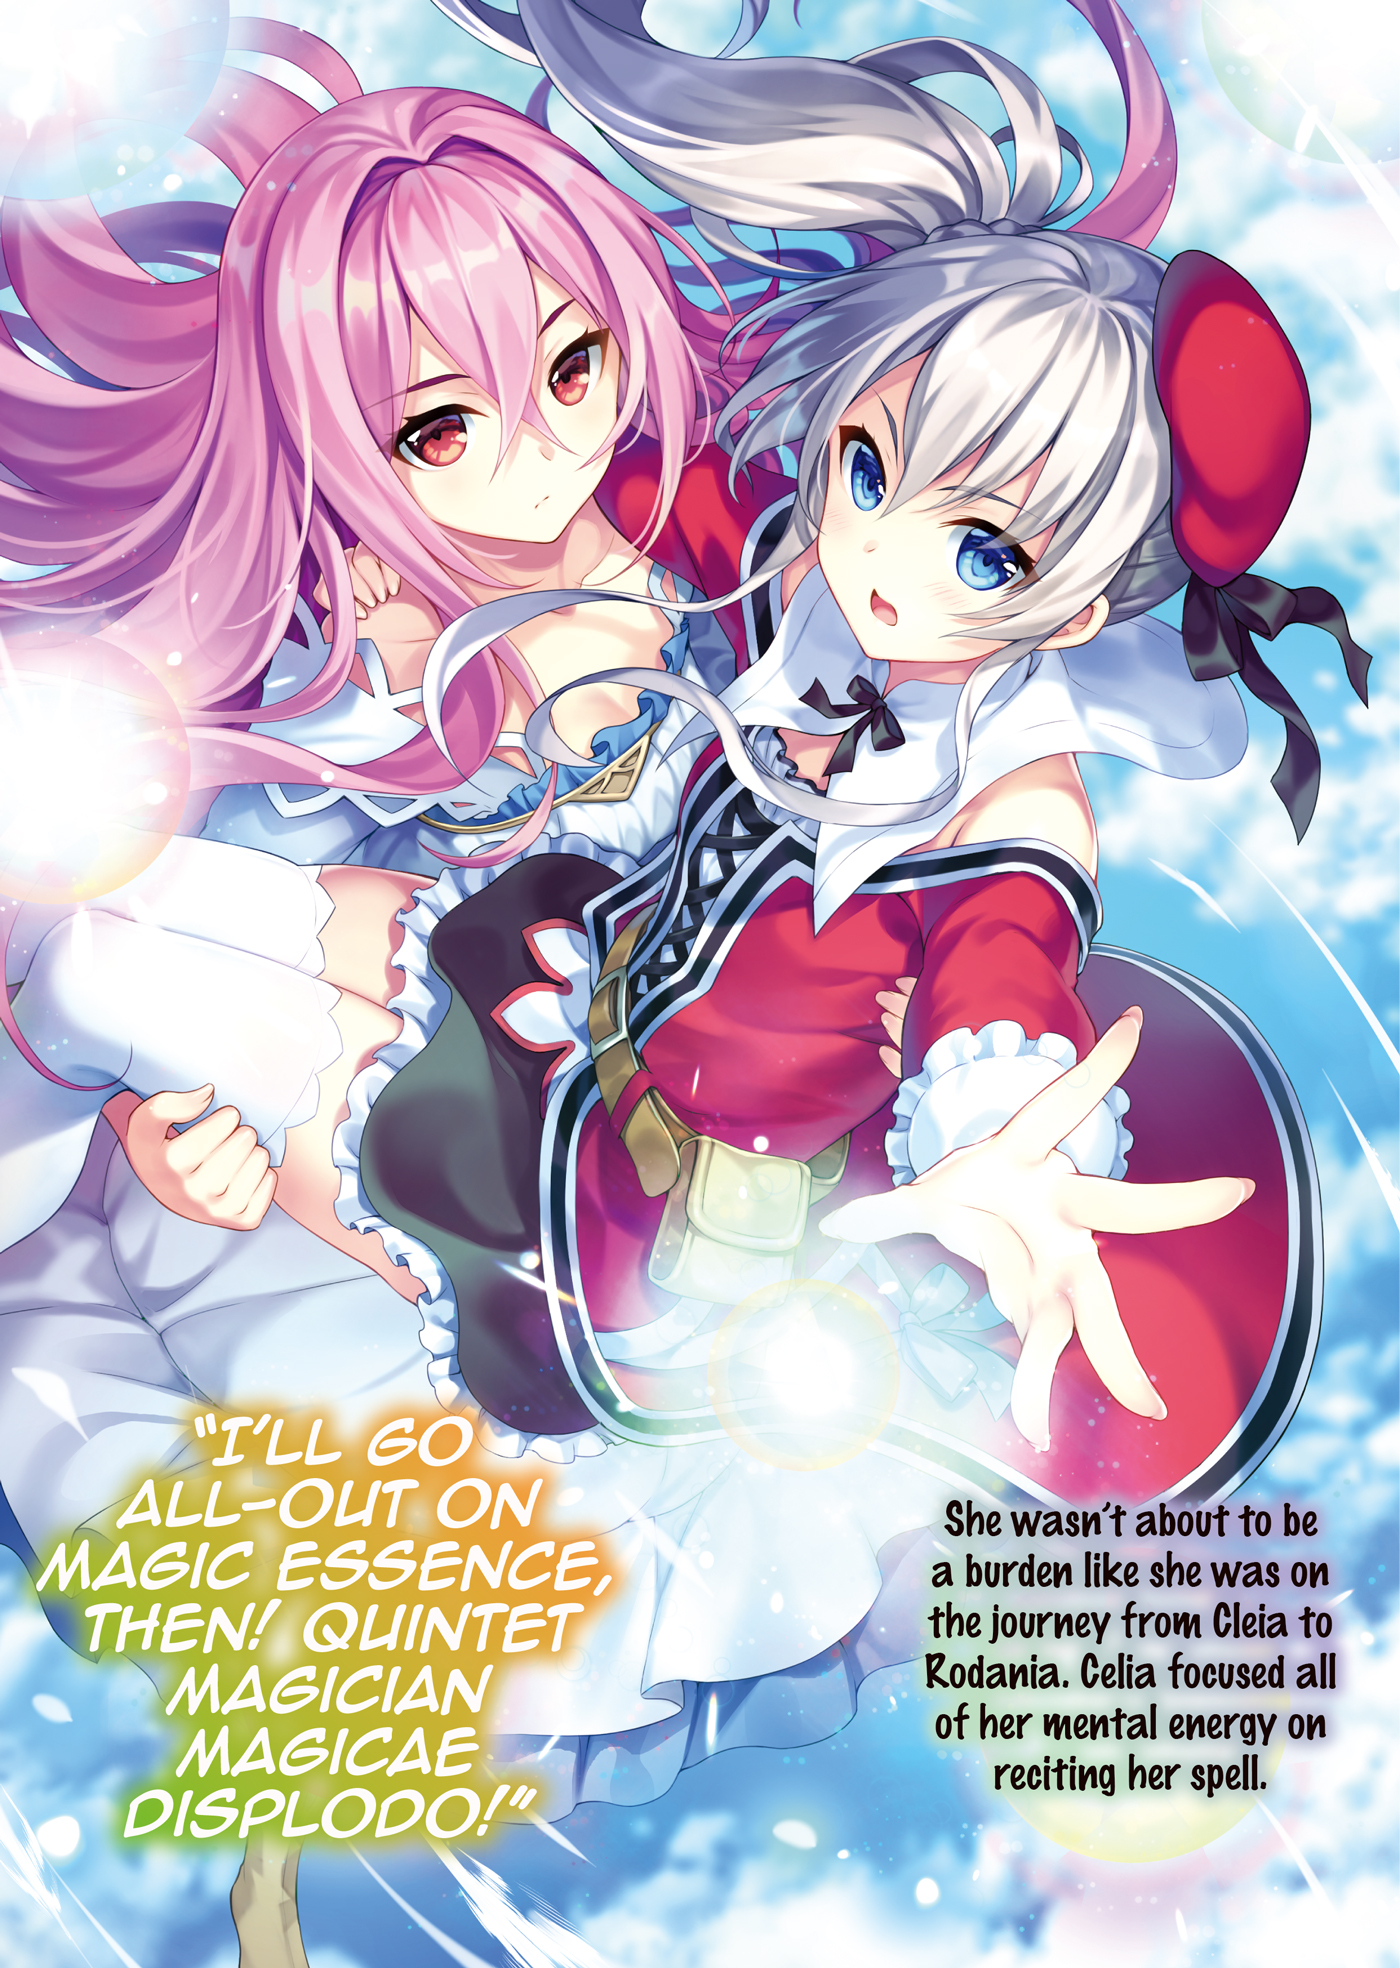 “I’LL GO
ALL-OUT ON
MAGIC ESSENCE,
THEN! QUINTET
MAGICIAN
MAGICAE
DISPLODO!”
She wasn’t about to be
a burden like she was on
the journey from Cleia to
Rodania. Celia focused all
of her mental energy on
reciting her spell.